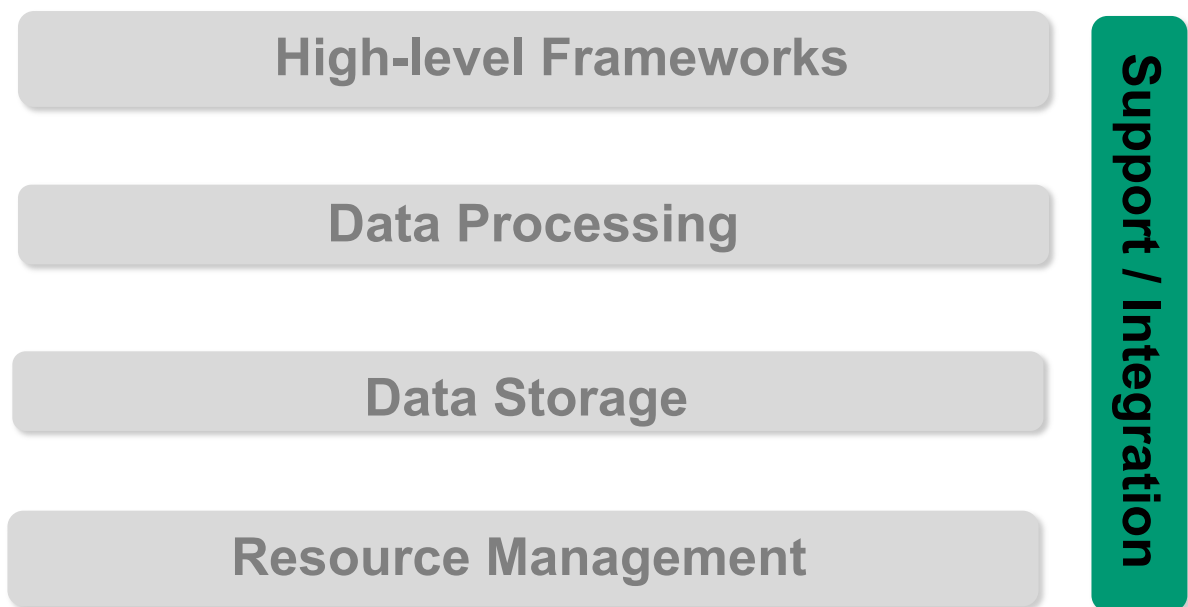 High-level Frameworks
Data Processing
Data Storage
Resource Management
Support / Integration